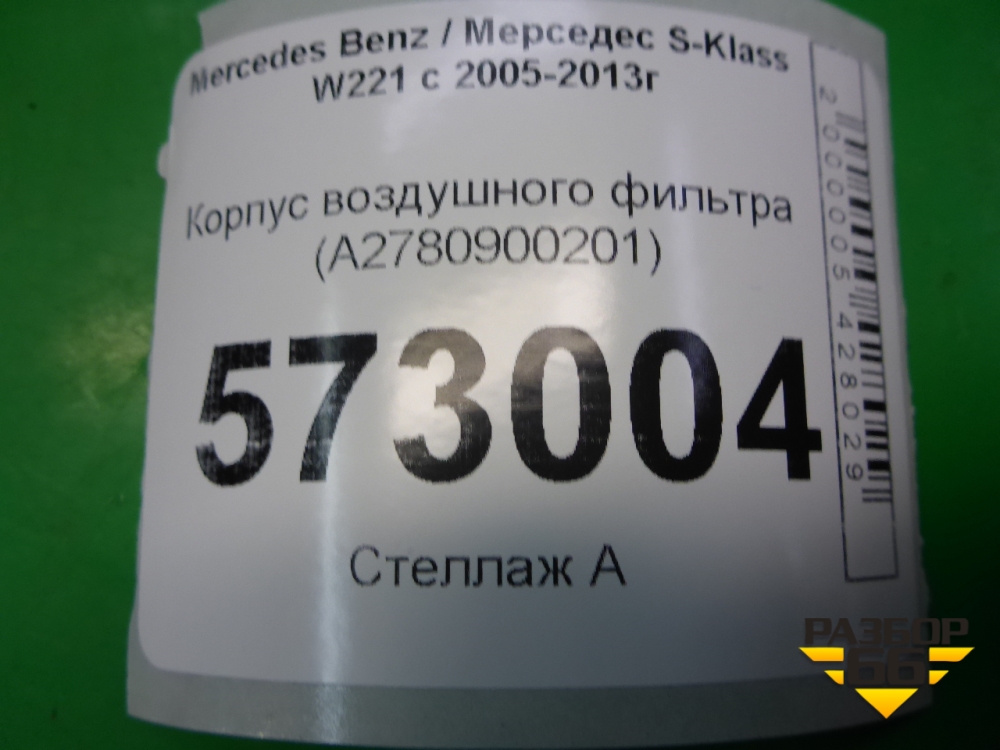 Mercedes Benz / Мерседес S-Klass
W221 с 2005-2013г
Корпус воздушного фильтра
(A2780900201)
573004
Стеллаж А
2000005428029
РАЗБОР
66